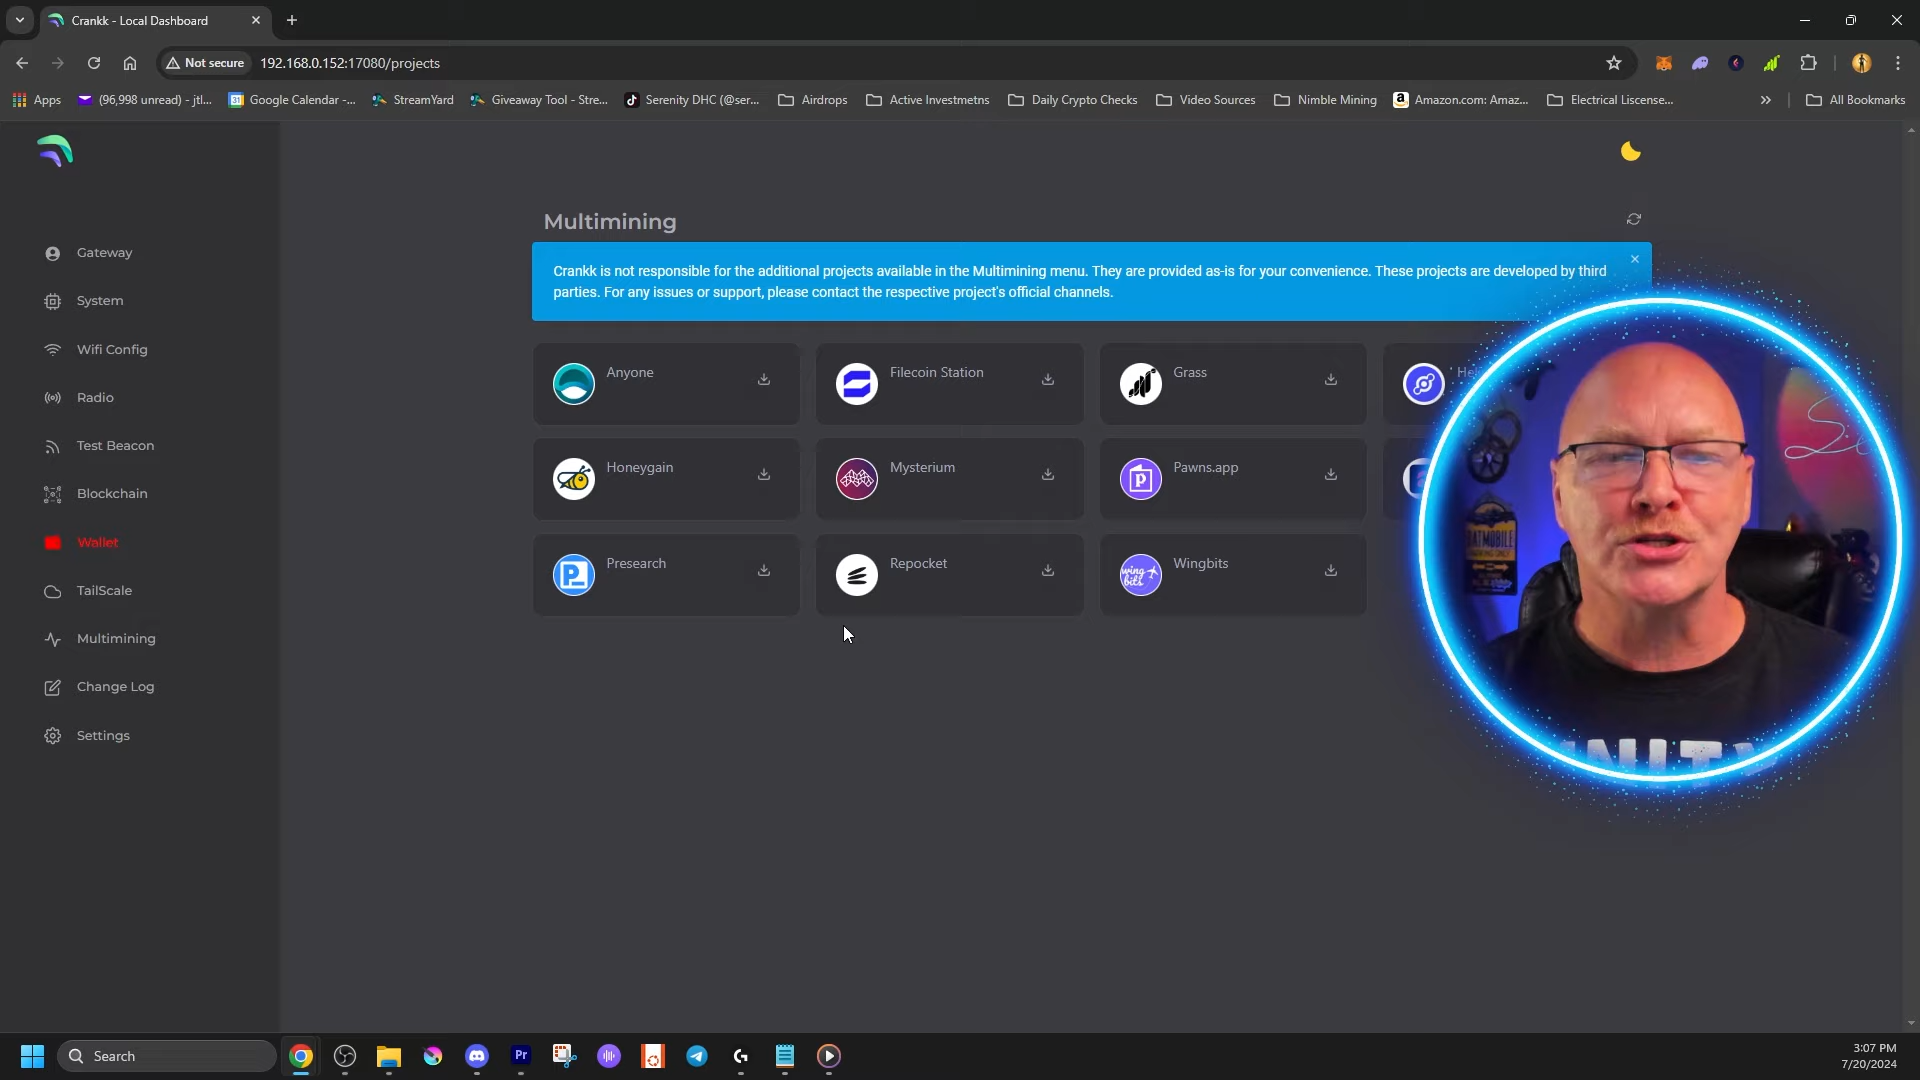 Crankk - Local Dashboard
Not secure
192.168.0.152:17080/projects
Apps
(96,998 unread) - jtl...
Google Calendar -...
StreamYard
Giveaway Tool - Stre...
Serenity DHC (@ser...
Airdrops
Active Investmetns
Daily Crypto Checks
Video Sources
Nimble Mining
Amazon.com: Amaz...
Electrical Liscense...
All Bookmarks
Gateway
System
Wifi Config
Radio
Test Beacon
Blockchain
Wallet
TailScale
Multimining
Change Log
Settings
Multimining
Crankk is not responsible for the additional projects available in the Multimining menu. They are provided as-is for your convenience. These projects are developed by third
parties. For any issues or support, please contact the respective project's official channels.
Anyone
Filecoin Station
Grass
Honeygain
Mysterium
Pawns.app
Presearch
Repocket
wing bits
Wingbits
Search
Pr
3:07 PM
7/20/2024